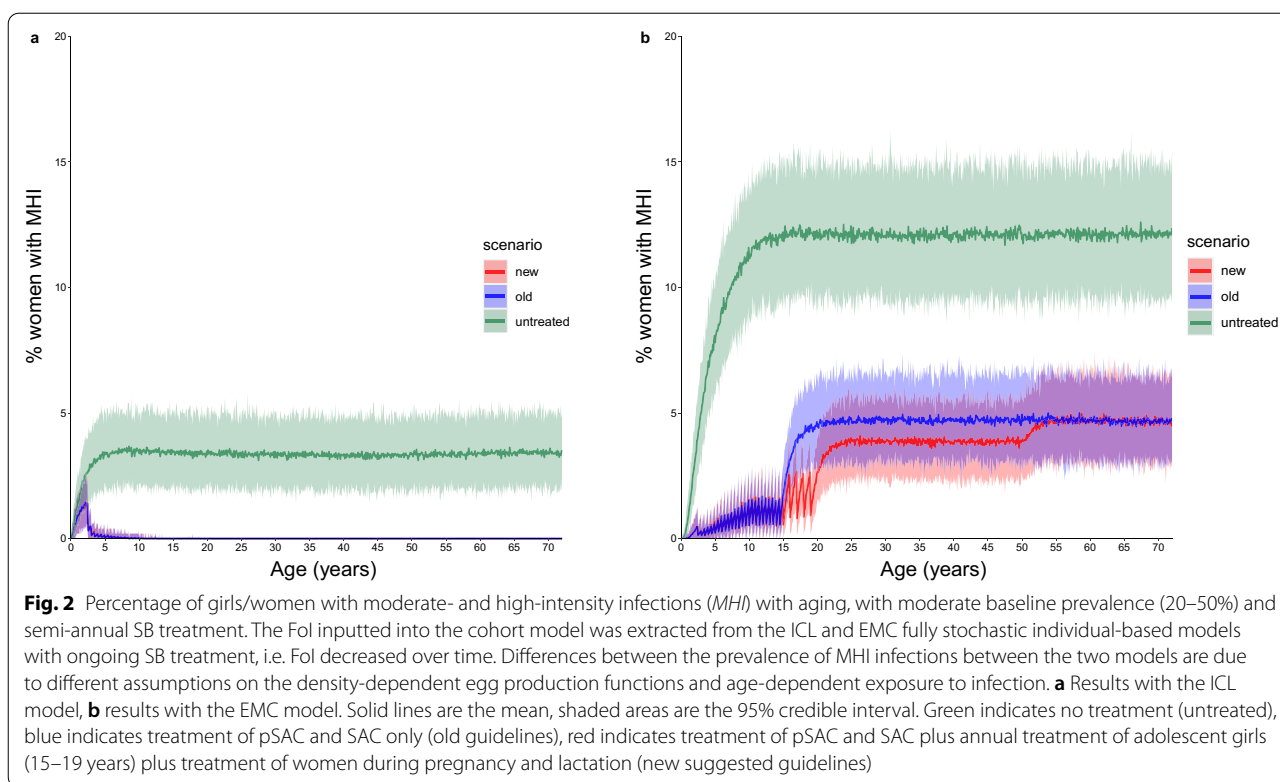 a
20
15
10
5
0
% women with MHI
0 5 10 15 20 25 30 35 40 45 50 55 60 65 70
Age (years)
scenario
new
old
untreated
b
20
15
10
5
0
% women with MHI
0 5 10 15 20 25 30 35 40 45 50 55 60 65 70
Age (years)
scenario
new
old
untreated
Fig. 2 Percentage of girls/women with moderate- and high-intensity infections (MHI) with aging, with moderate baseline prevalence (20–50%) and
semi-annual SB treatment. The FoI inputted into the cohort model was extracted from the ICL and EMC fully stochastic individual-based models
with ongoing SB treatment, i.e. FoI decreased over time. Differences between the prevalence of MHI infections between the two models are due
to different assumptions on the density-dependent egg production functions and age-dependent exposure to infection. a Results with the ICL
model, b results with the EMC model. Solid lines are the mean, shaded areas are the 95% credible interval. Green indicates no treatment (untreated),
blue indicates treatment of pSAC and SAC only (old guidelines), red indicates treatment of pSAC and SAC plus annual treatment of adolescent girls
(15–19 years) plus treatment of women during pregnancy and lactation (new suggested guidelines)